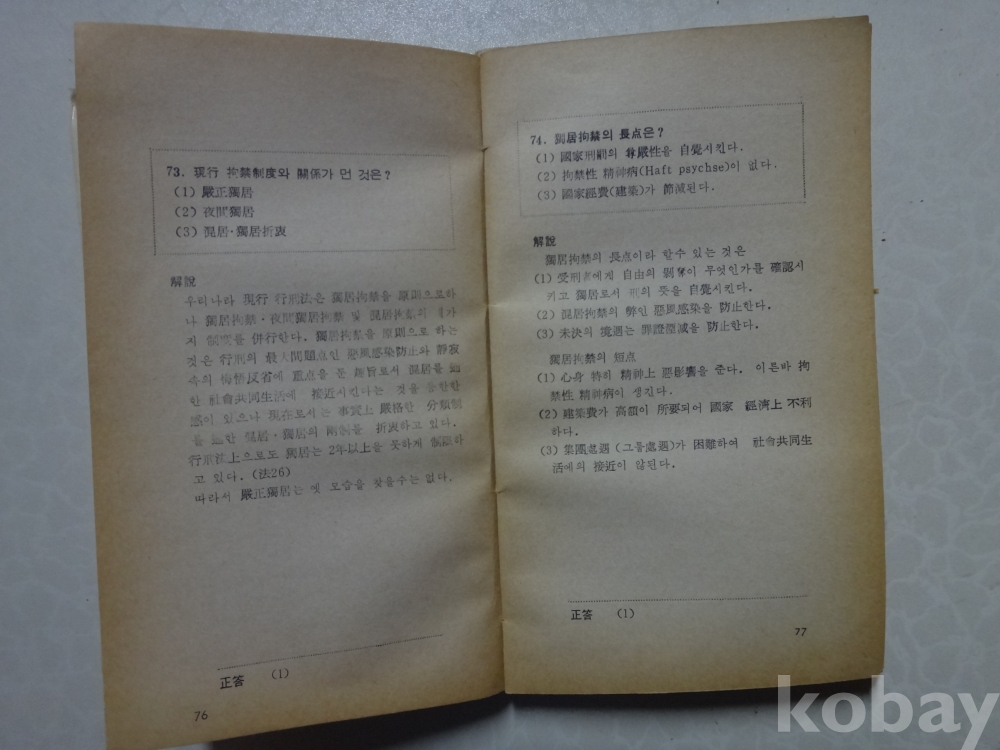 73. 現行 拘禁制度와 關係가 먼 것은?
(1) 嚴正獨居
(2) 夜間獨居
(3) 混居·獨居折衷
解說
우리나라 現行 行刑法은 獨居拘禁을 原則으로하
나 獨居拘禁·夜間獨居拘禁 및 混居拘禁의 세가
지 制度를 併行한다. 獨居拘禁을 原則으로 하는
것은 行刑의 最大問題点인 惡風感染防止와 靜寂
속의 悔悟反省에 重点을 둔 趣旨로서 混居를 通
한 社會共同生活에 接近시킨다는 것을 등한한
感이 있으나 現在로서는 事實上 嚴格한 分類制
를 通한 混居·獨居의 兩制를 折衷하고 있다.
行刑法上으로도 獨居는 2年以上을 못하게 制限하
고 있다. (法26)
따라서 嚴正獨居는 옛 모습을 찾을수는 없다.
正答 (1)
76
74. 獨居拘禁의 長点은?
(1) 國家刑罰의 尊嚴性을 自覺시킨다.
(2) 拘禁性 精神病(Haft psychse)이 없다.
(3) 國家經費(建築)가 節減된다.
解說
獨居拘禁의 長点이라 할수 있는 것은
(1) 受刑者에게 自由의 剝奪이 무엇인가를 確認시
키고 獨居로서 刑의 뜻을 自覺시킨다.
(2) 混居拘禁의 弊인 惡風感染을 防止한다.
(3) 未決의 境遇는 罪證湮滅을 防止한다.
獨居拘禁의 短点
(1) 心身 特히 精神上 惡影響을 준다. 이른바 拘
禁性 精神病이 생긴다.
(2) 建築費가 高額이 所要되어 國家 經濟上 不利
하다.
(3) 集團處遇 (그룹處遇)가 困難하여 社會共同生
活에의 接近이 않된다.
正答 (1)
77
kobay